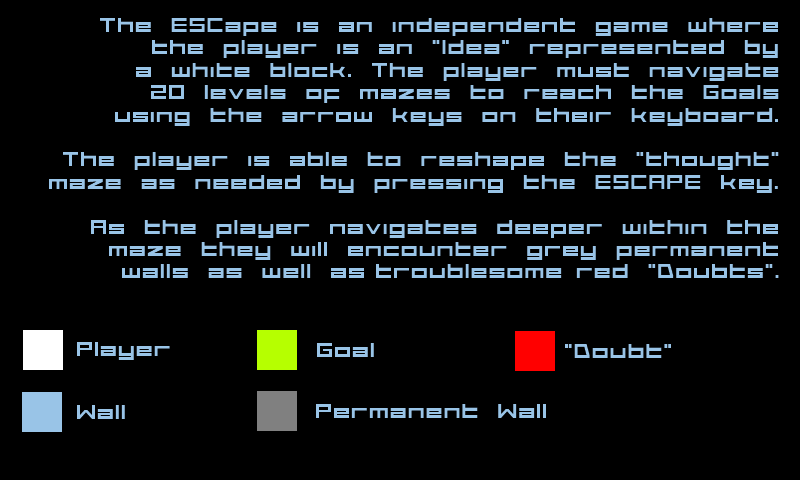 The ESCape is an independent game where
the player is an "Idea" represented by
a white block. The player must navigate
20 levels of mazes to reach the Goals
using the arrow keys on their keyboard.
The player is able to reshape the "thought"
maze as needed by pressing the ESCAPE key.
As the player navigates deeper within the
maze they will encounter grey permanent
walls as well as troublesome red "Doubts".
Player
Goal
"Doubt"
Wall
Permanent Wall